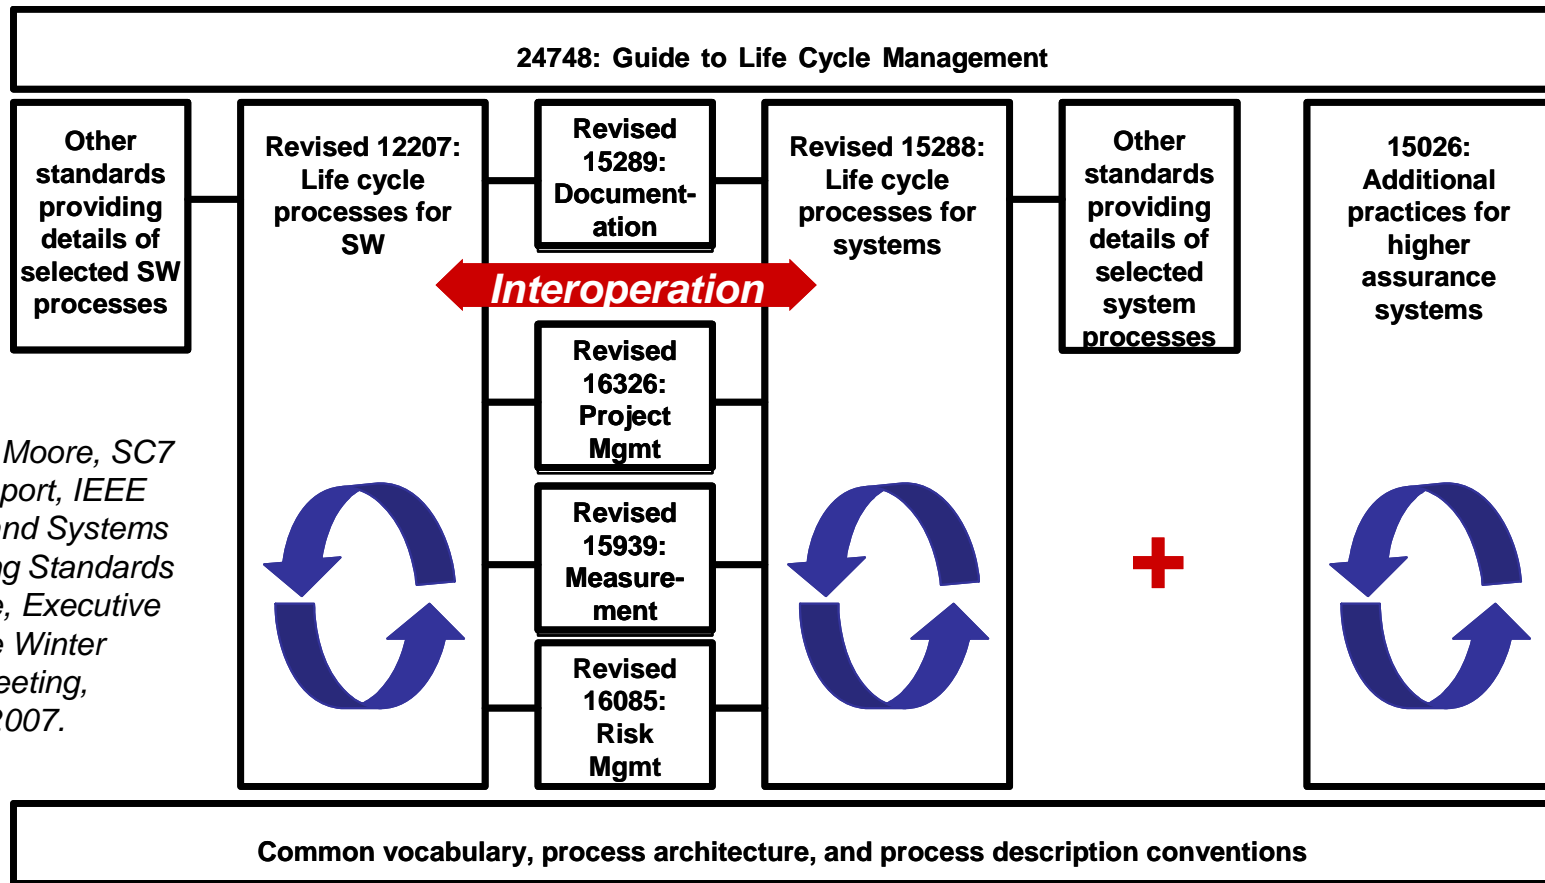 24748: Guide to Life Cycle Management
Other
standards
providing
details of
selected SW
processes
Revised 12207:
Life cycle
processes for
SW
Revised
15289:
Document-
ation
Revised 15288:
Life cycle
processes for
systems
Other
standards
providing
details of
selected
system
processes
15026:
Additional
practices for
higher
assurance
systems
Interoperation
Revised
16326:
Project
Mgmt
Revised
15939:
Measure-
ment
Revised
16085:
Risk
Mgmt
+
Moore, SC7
port, IEEE
and Systems
ng Standards
e, Executive
e Winter
eeting,
2007.
Common vocabulary, process architecture, and process description conventions